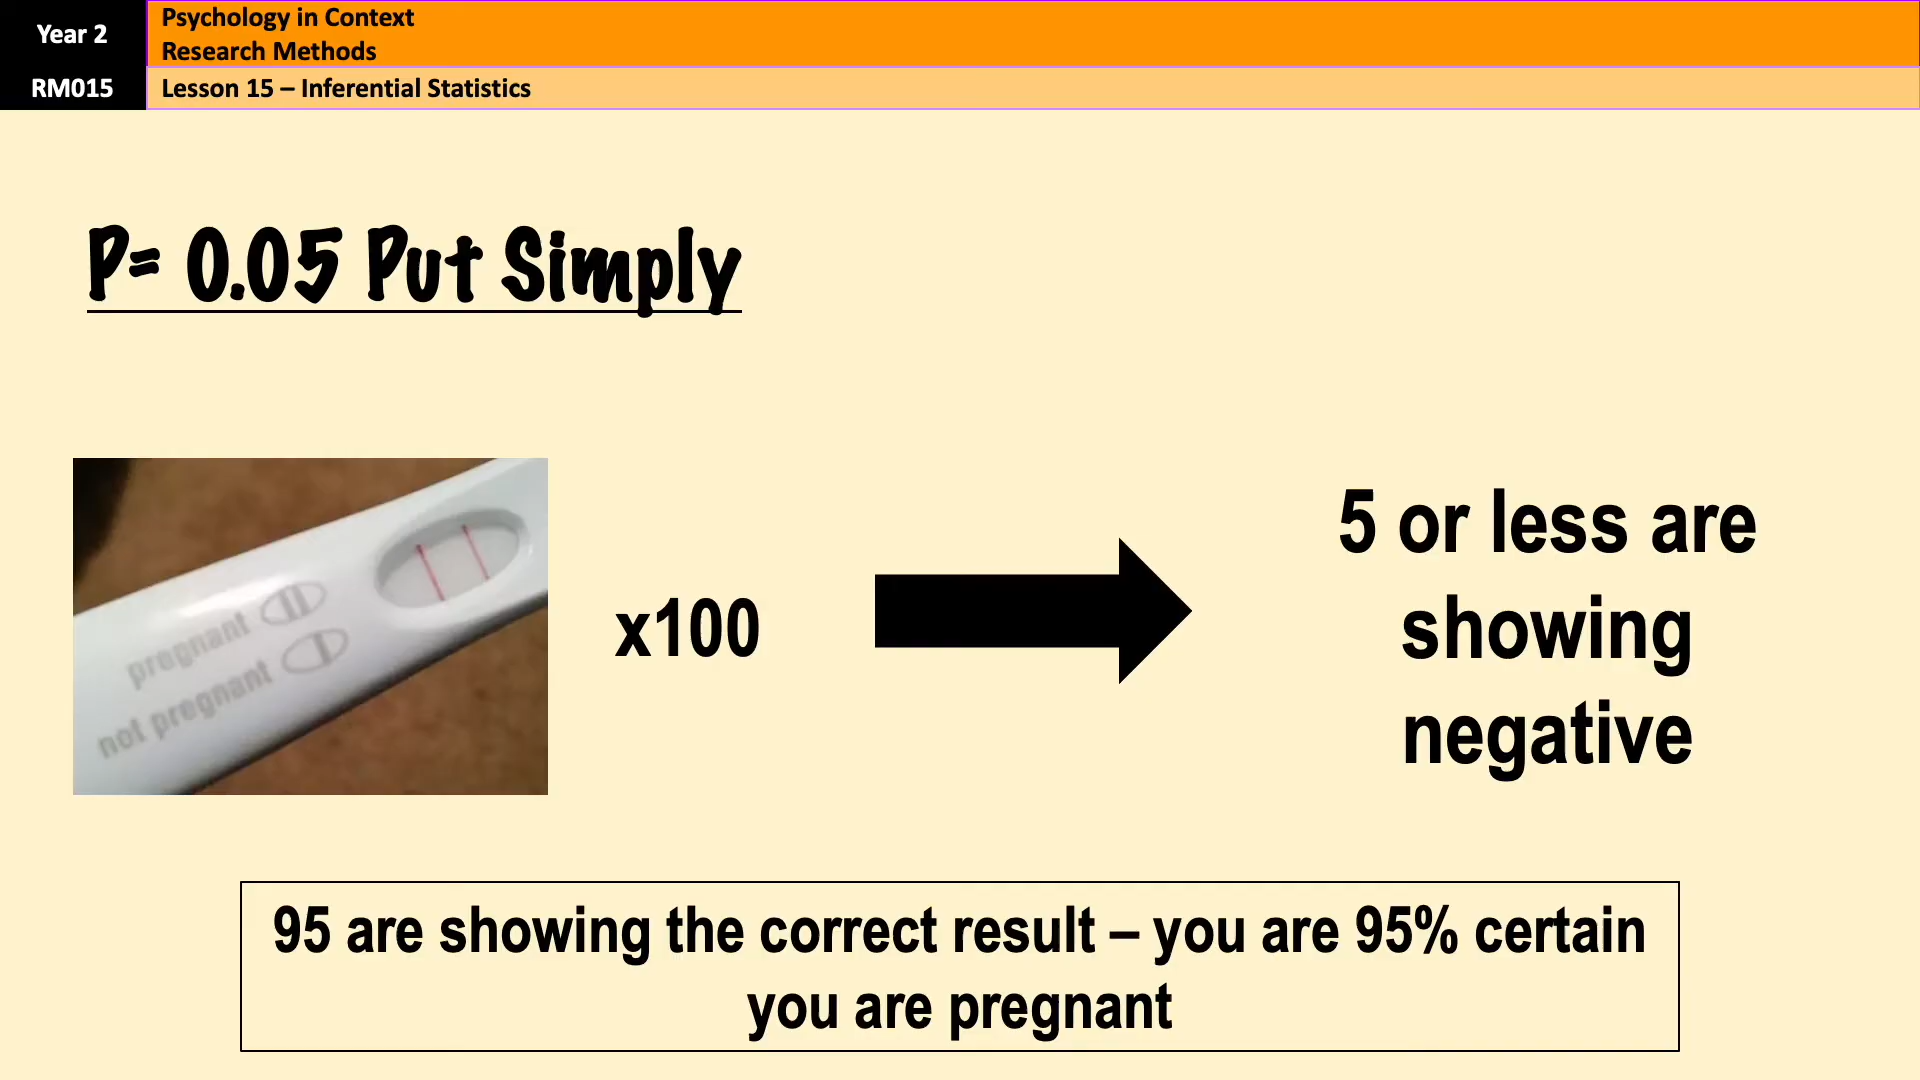 Year 2
Psychology in Context
Research Methods
RM015
Lesson 15 – Inferential Statistics
P= 0.05 Put Simply
pregnant
not pregnant
x100
5 or less are
showing
negative
95 are showing the correct result – you are 95% certain
you are pregnant